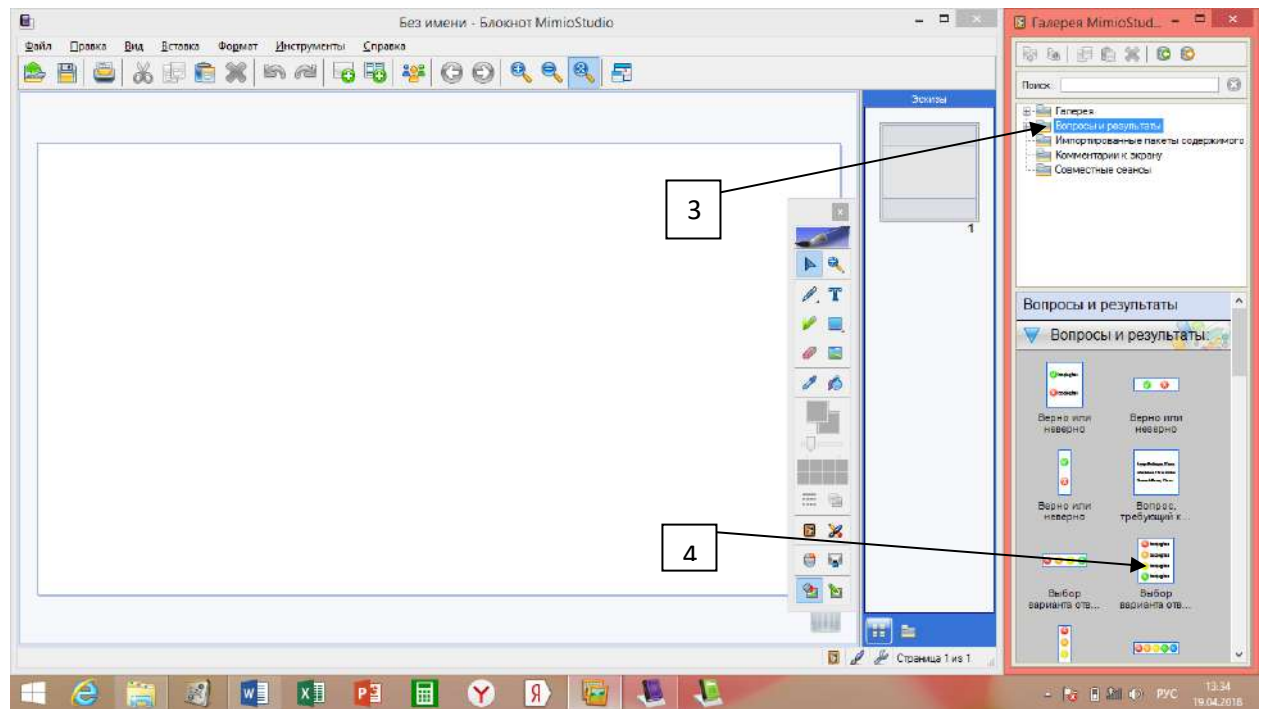 Без имени - Блокнот MimioStudio
Файл Правка Вид Вставка Формат Инструменты Справка
Эскизы
1
Страница 1 из 1
3
4
Галерея MimioStud...
Поиск:
Галерея
Вопросы и результаты
Импортированные пакеты содержимого
Комментарии к экрану
Совместные сеансы
Вопросы и результаты
Вопросы и результаты:
Верно или неверно
Верно или неверно
Верно или неверно
Вопрос, требующий к...
Выбор варианта отв...
Выбор варианта отв...
РУС
13:34
19.04.2018